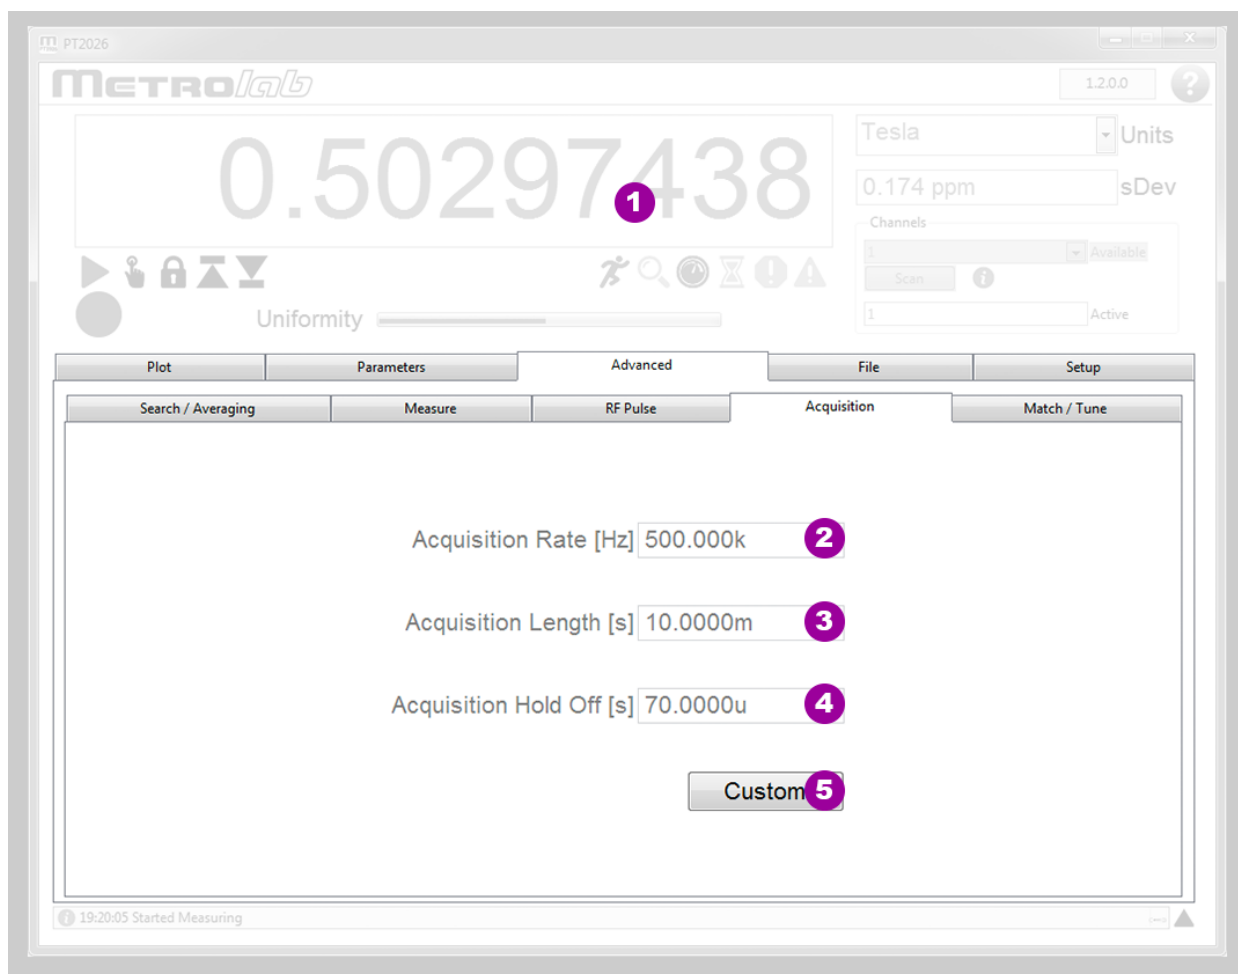 PT2026
METROlab
1.2.0.0 ?
0.50297438
1
Tesla Units
0.174 ppm sDev
Channels
1 Available
Scan i
1 Active
Uniformity
Plot Parameters Advanced File Setup
Search / Averaging Measure RF Pulse Acquisition Match / Tune
Acquisition Rate [Hz] 500.000k 2
Acquisition Length [s] 10.0000m 3
Acquisition Hold Off [s] 70.0000u 4
Custom 5
19:20:05 Started Measuring